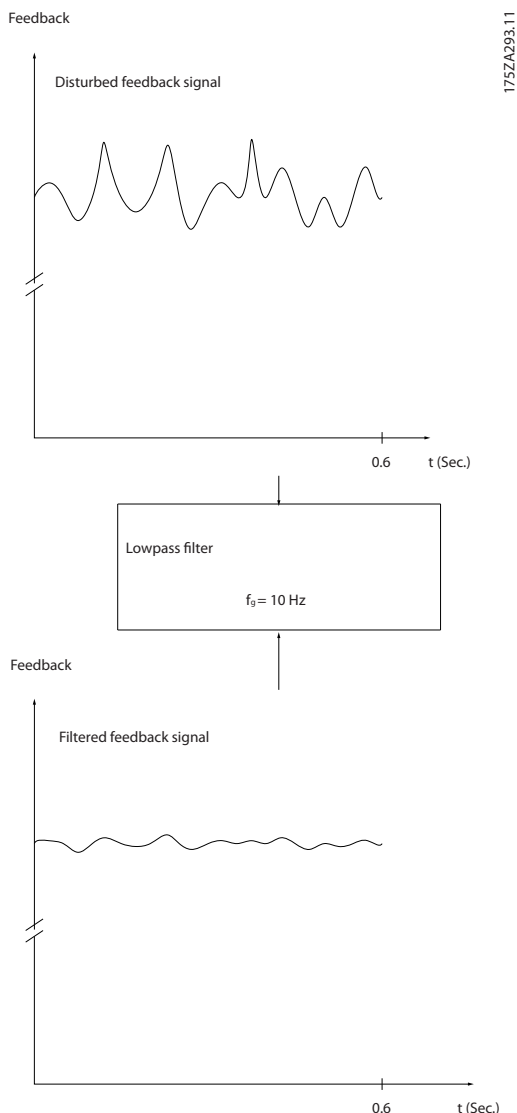 Feedback
175ZA293.11
Disturbed feedback signal
0.6
t (Sec.)
Lowpass filter
fg = 10 Hz
Feedback
Filtered feedback signal
0.6
t (Sec.)